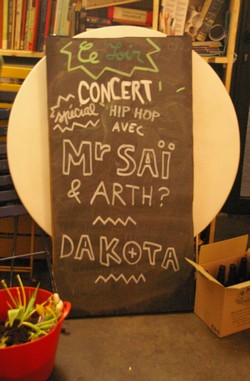 Ce Soir
CONCERT
spécial HIP HOP
AVEC
Mr SAÏ
& ARTH?
DAKOTA